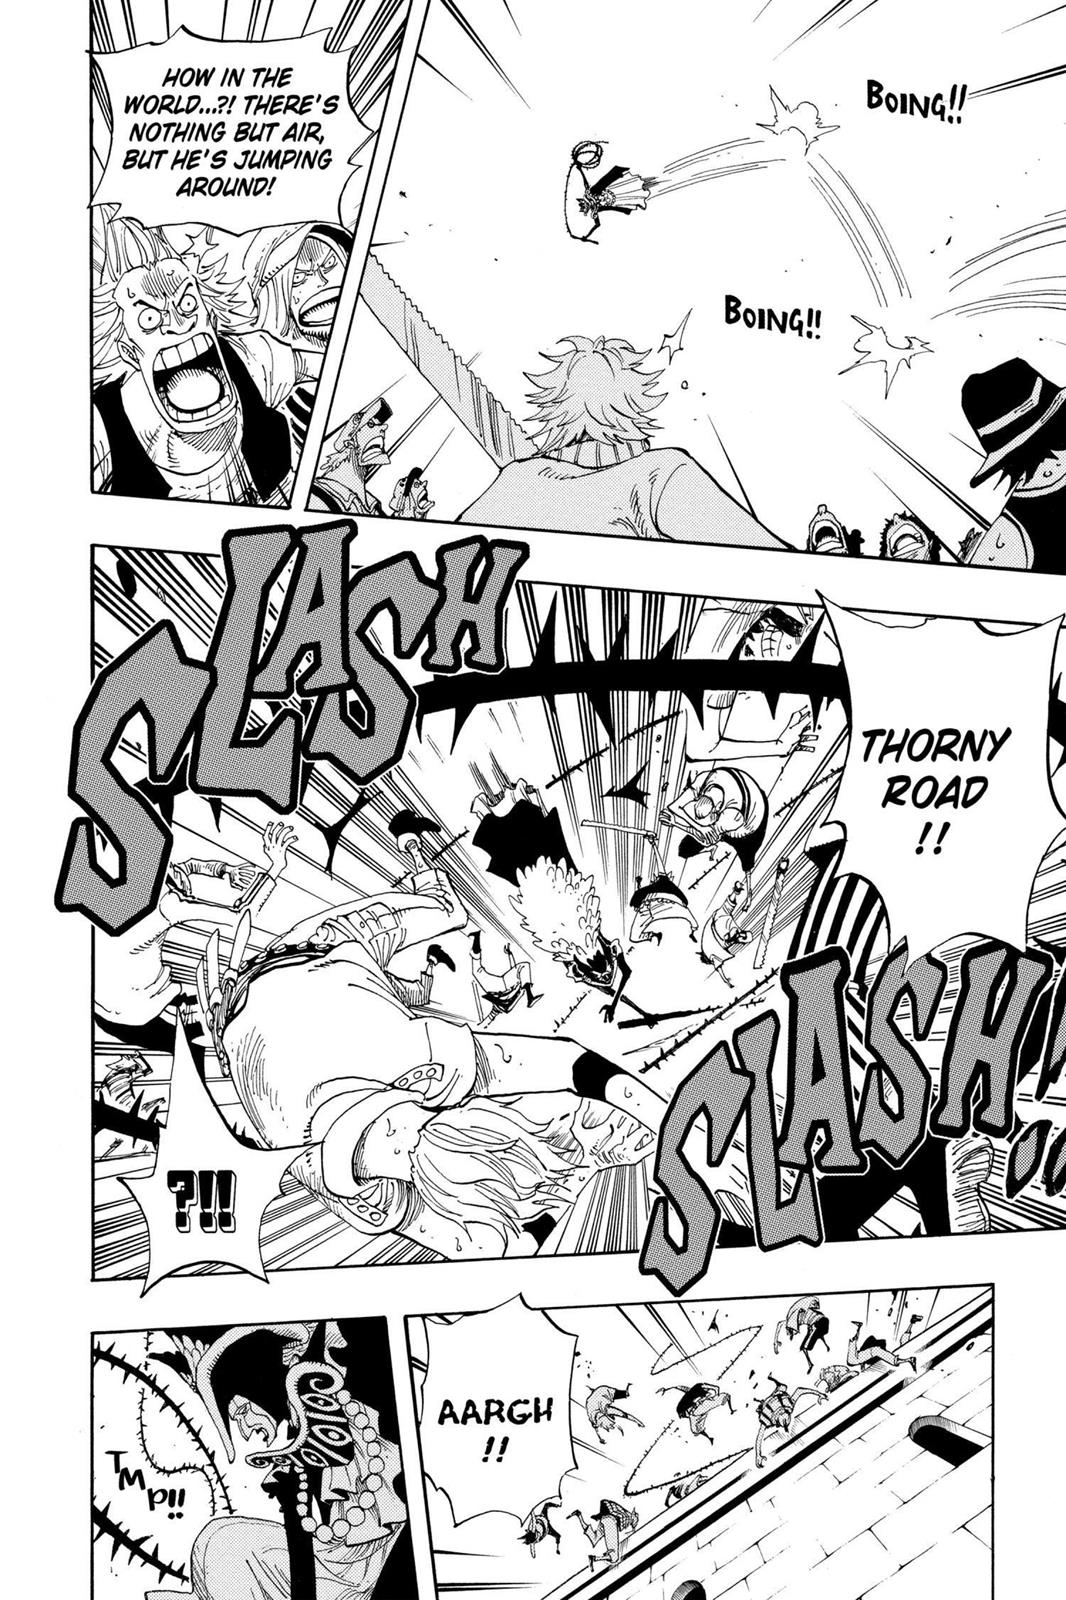 HOW IN THE
WORLD...?! THERE'S
NOTHING BUT AIR,
BUT HE'S JUMPING
AROUND!
BOING!!
BOING!!
SLASH
THORNY
ROAD
!!
SLASH
?!!
TMP!!
AARGH
!!